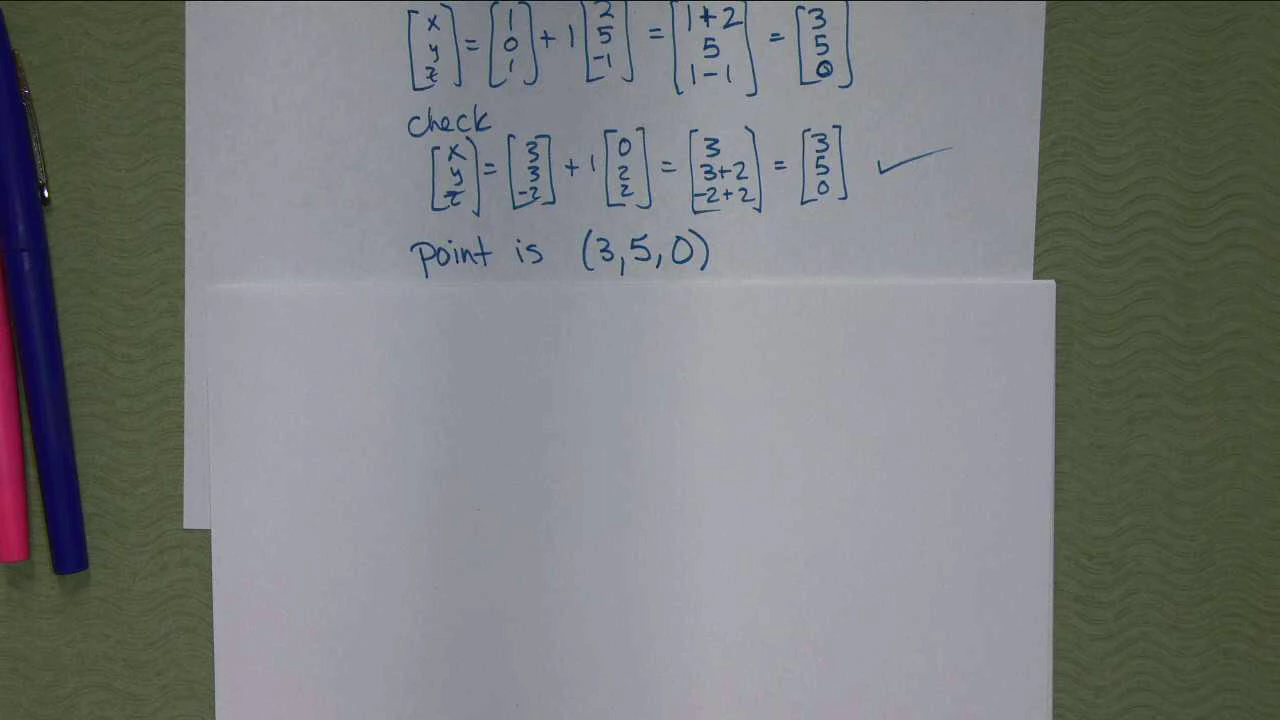 [x y z] = [1 0 1] + 1 [2 5 -1] = [1+2 5 1-1] = [3 5 0]
check
[x y z] = [3 3 -2] + 1 [0 2 2] = [3 3+2 -2+2] = [3 5 0] ✓
point is (3,5,0)